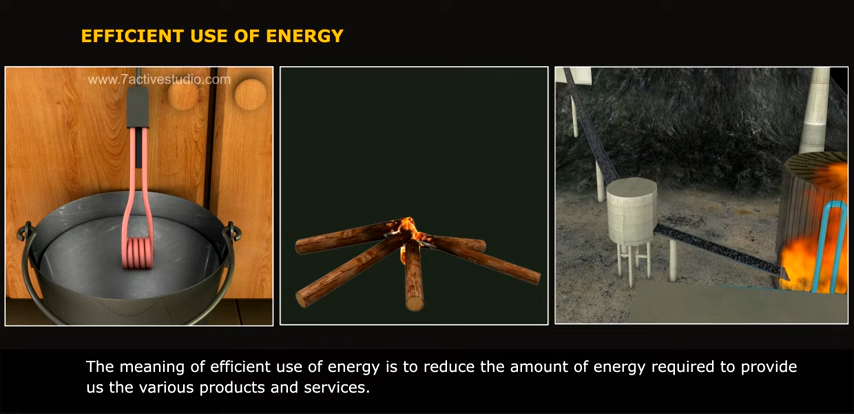 EFFICIENT USE OF ENERGY
www.7activestudio.com
The meaning of efficient use of energy is to reduce the amount of energy required to provide
us the various products and services.